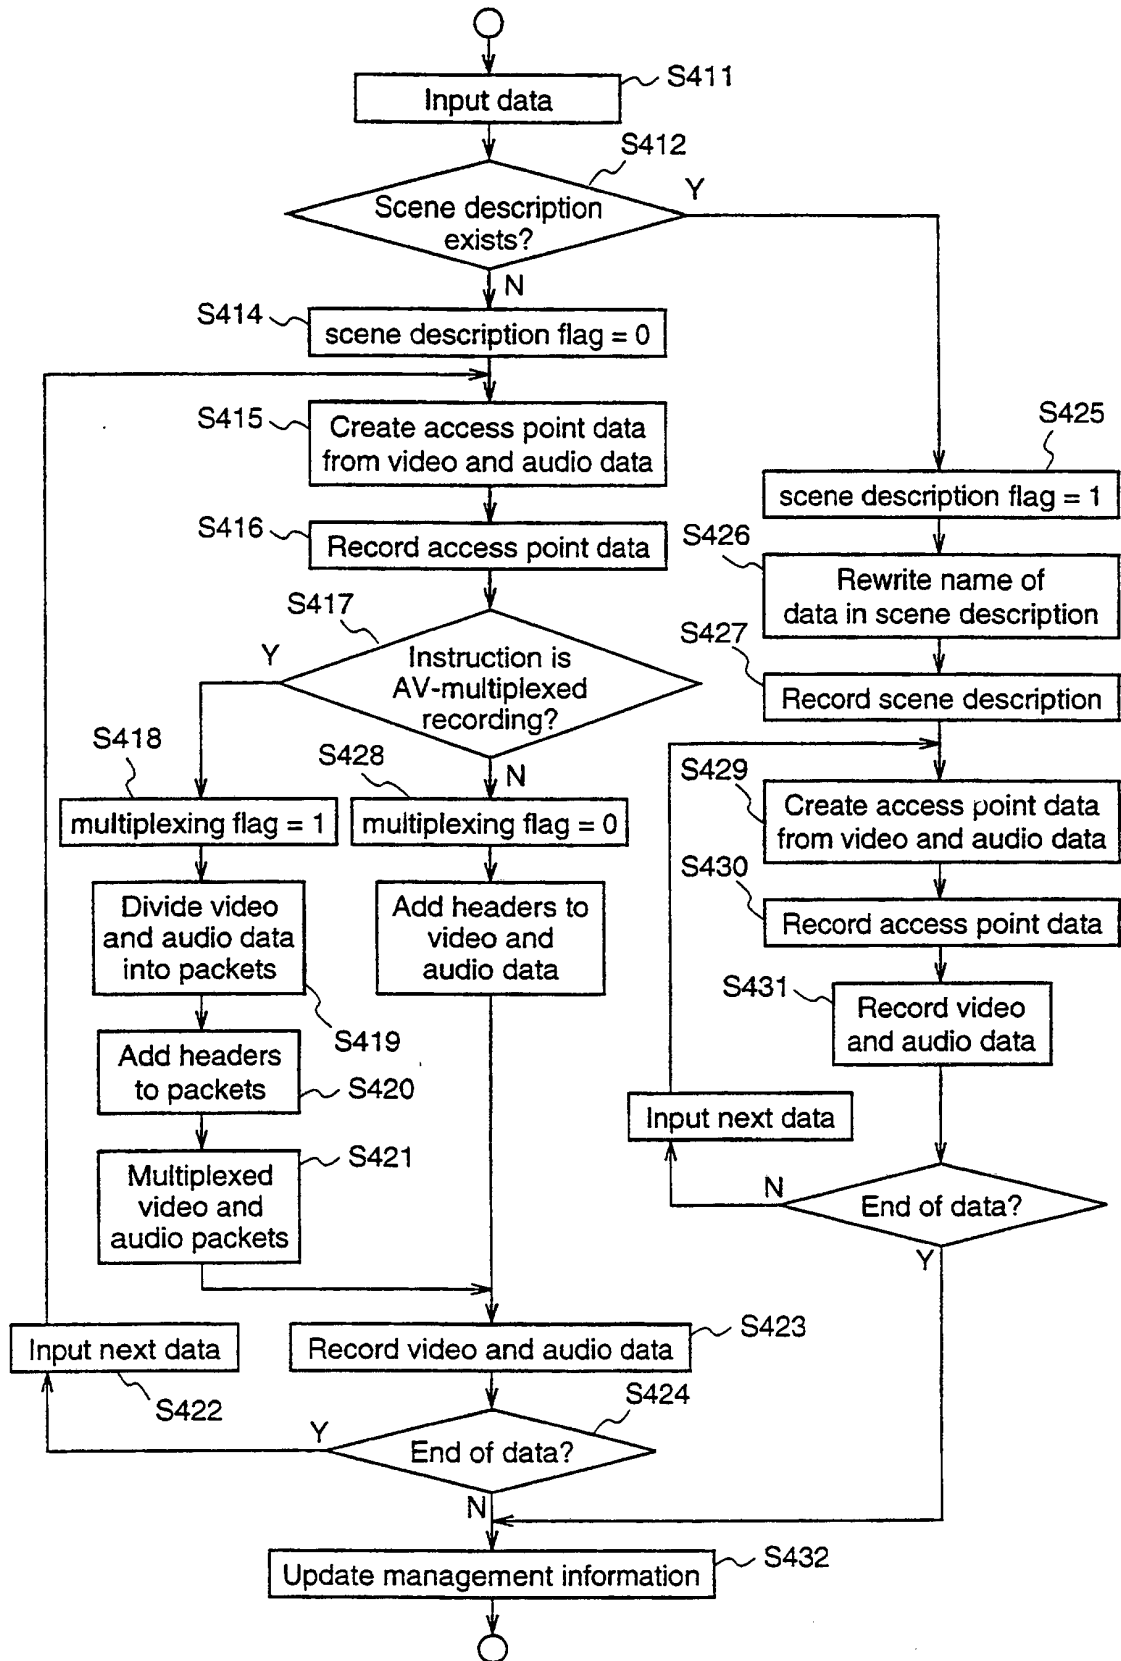 S411
Input data
S412
Scene description
exists?
Y
N
S414
scene description flag = 0
S415
Create access point data
from video and audio data
S416
Record access point data
S417
Instruction is
AV-multiplexed
recording?
Y
N
S418
multiplexing flag = 1
S428
multiplexing flag = 0
Divide video
and audio data
into packets
S419
Add headers to
video and
audio data
Add headers
to packets
S420
S421
Multiplexed
video and
audio packets
Input next data
S422
S423
Record video and audio data
S424
End of data?
Y
N
S425
scene description flag = 1
S426
Rewrite name of
data in scene description
S427
Record scene description
S429
Create access point data
from video and audio data
S430
Record access point data
S431
Record video
and audio data
Input next data
N
End of data?
Y
S432
Update management information